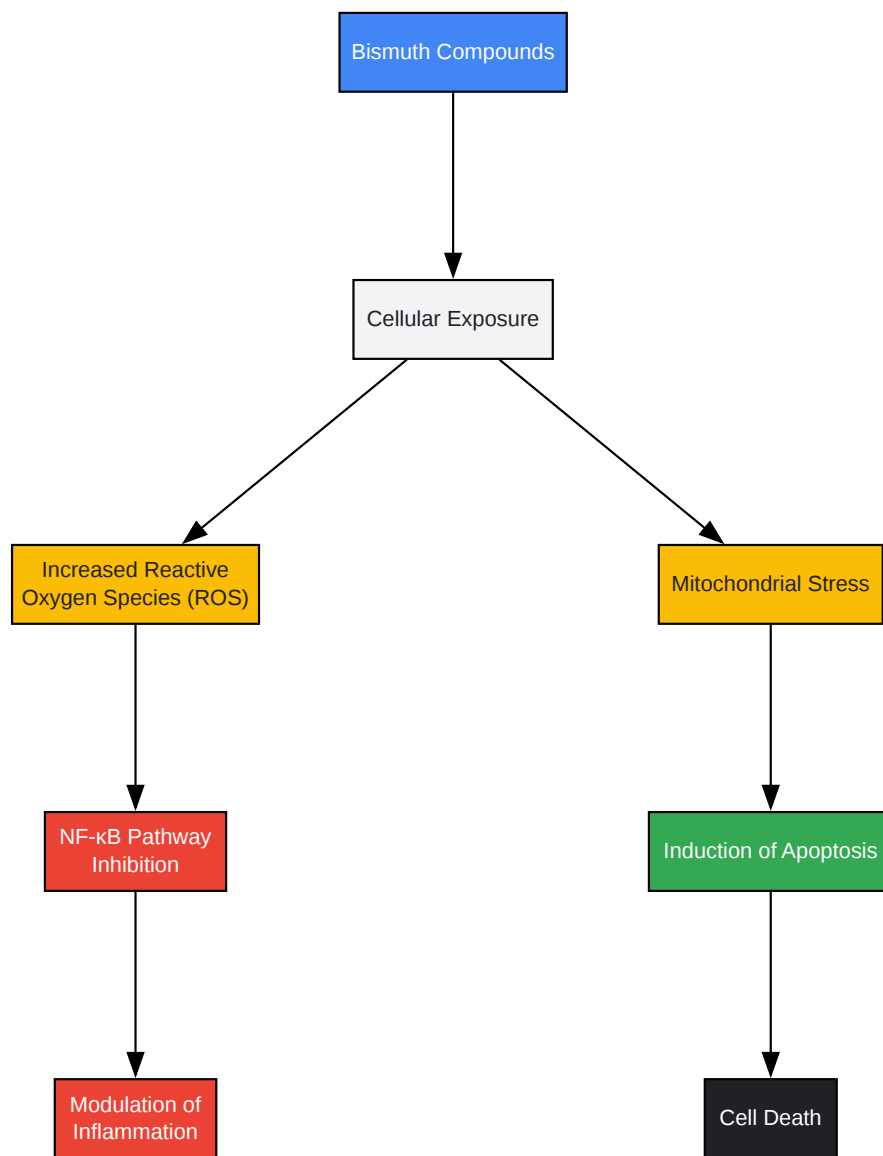 Bismuth Compounds
Cellular Exposure
Increased Reactive
Oxygen Species (ROS)
Mitochondrial Stress
NF-κB Pathway
Inhibition
Induction of Apoptosis
Modulation of
Inflammation
Cell Death